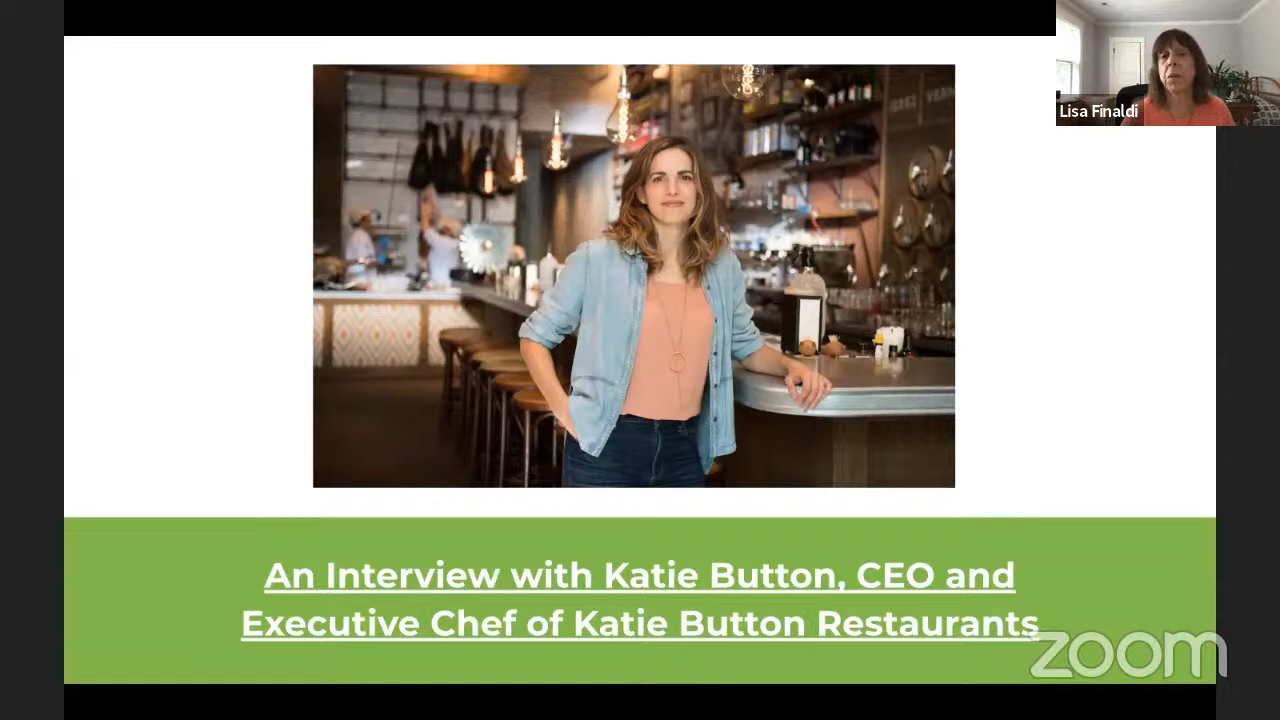 Lisa Finaldi
An Interview with Katie Button, CEO and
Executive Chef of Katie Button Restaurants
zoom